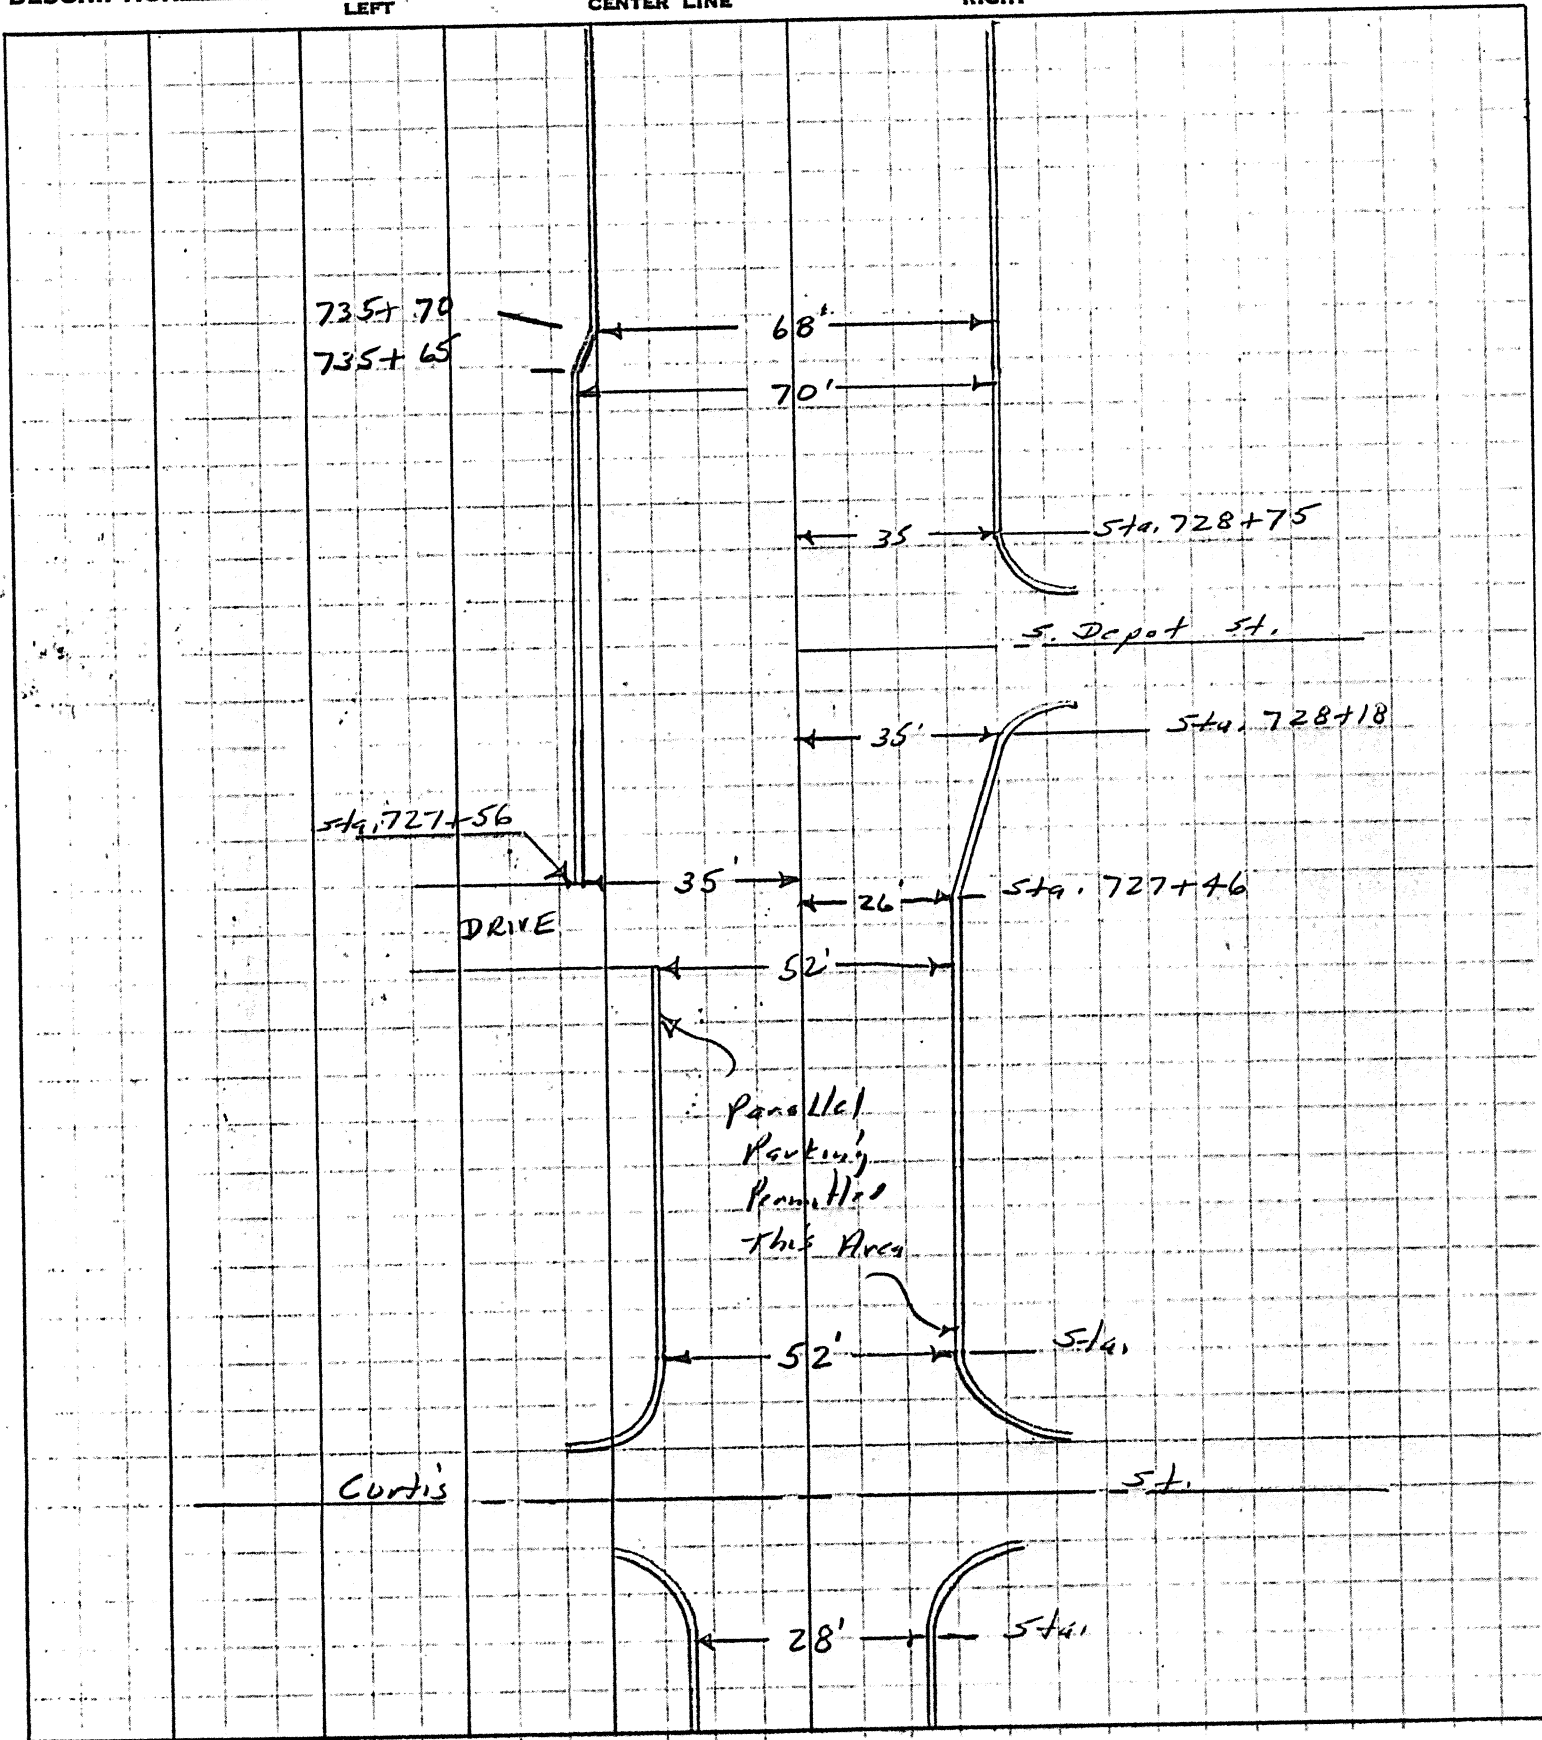 LEFT
CENTER LINE
RIGHT
735+70
68'
735+65
70'
35
Sta. 728+75
S. Depot St.
35'
Sta. 728+18
Sta. 727+56
35'
26'
Sta. 727+46
DRIVE
52'
Parallel
Parking
Permitted
This Area
52'
Sta.
Curtis
St.
28'
Sta.